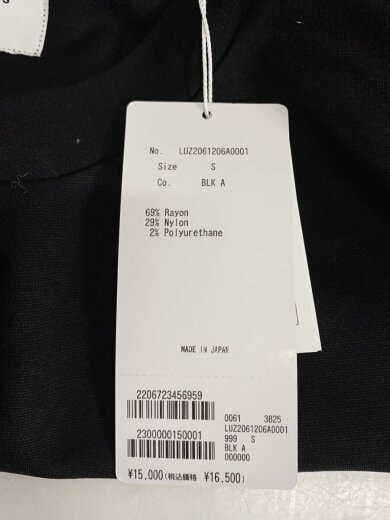 S
No. LUZ2061206A0001
Size S
Co. BLK A
69% Rayon
29% Nylon
2% Polyurethane
MADE IN JAPAN
2206723456959
2300000150001
0061 3825
LUZ2061206A0001
999 S
BLK A
000000
¥15,000(税込価格 ¥16,500)